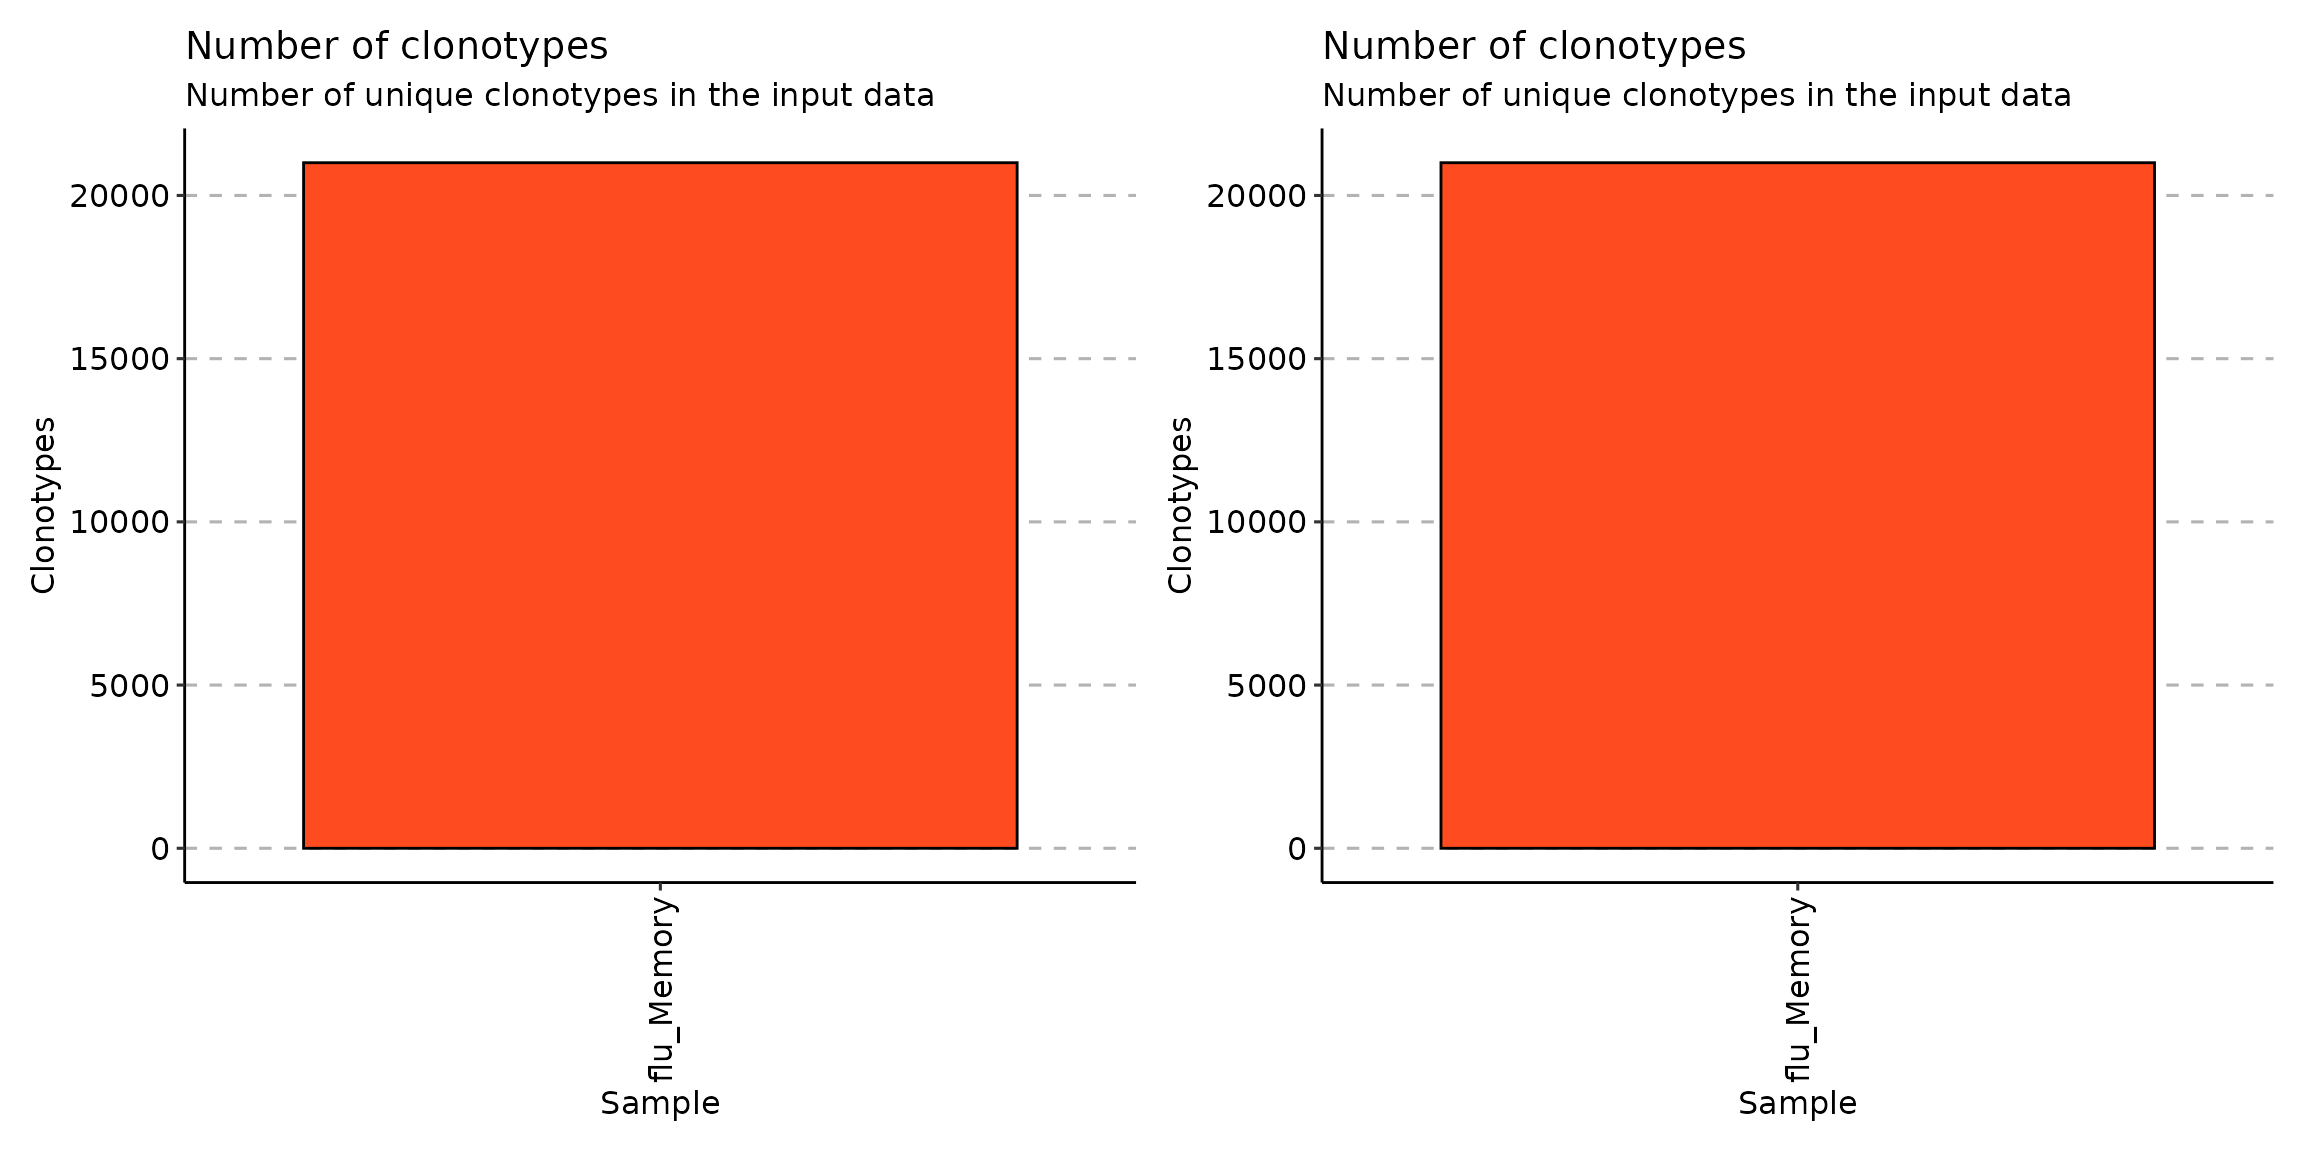 Number of clonotypes
Number of unique clonotypes in the input data
20000
15000
10000
5000
0
Clonotypes
flu_Memory
Sample
Number of clonotypes
Number of unique clonotypes in the input data
20000
15000
10000
5000
0
Clonotypes
flu_Memory
Sample